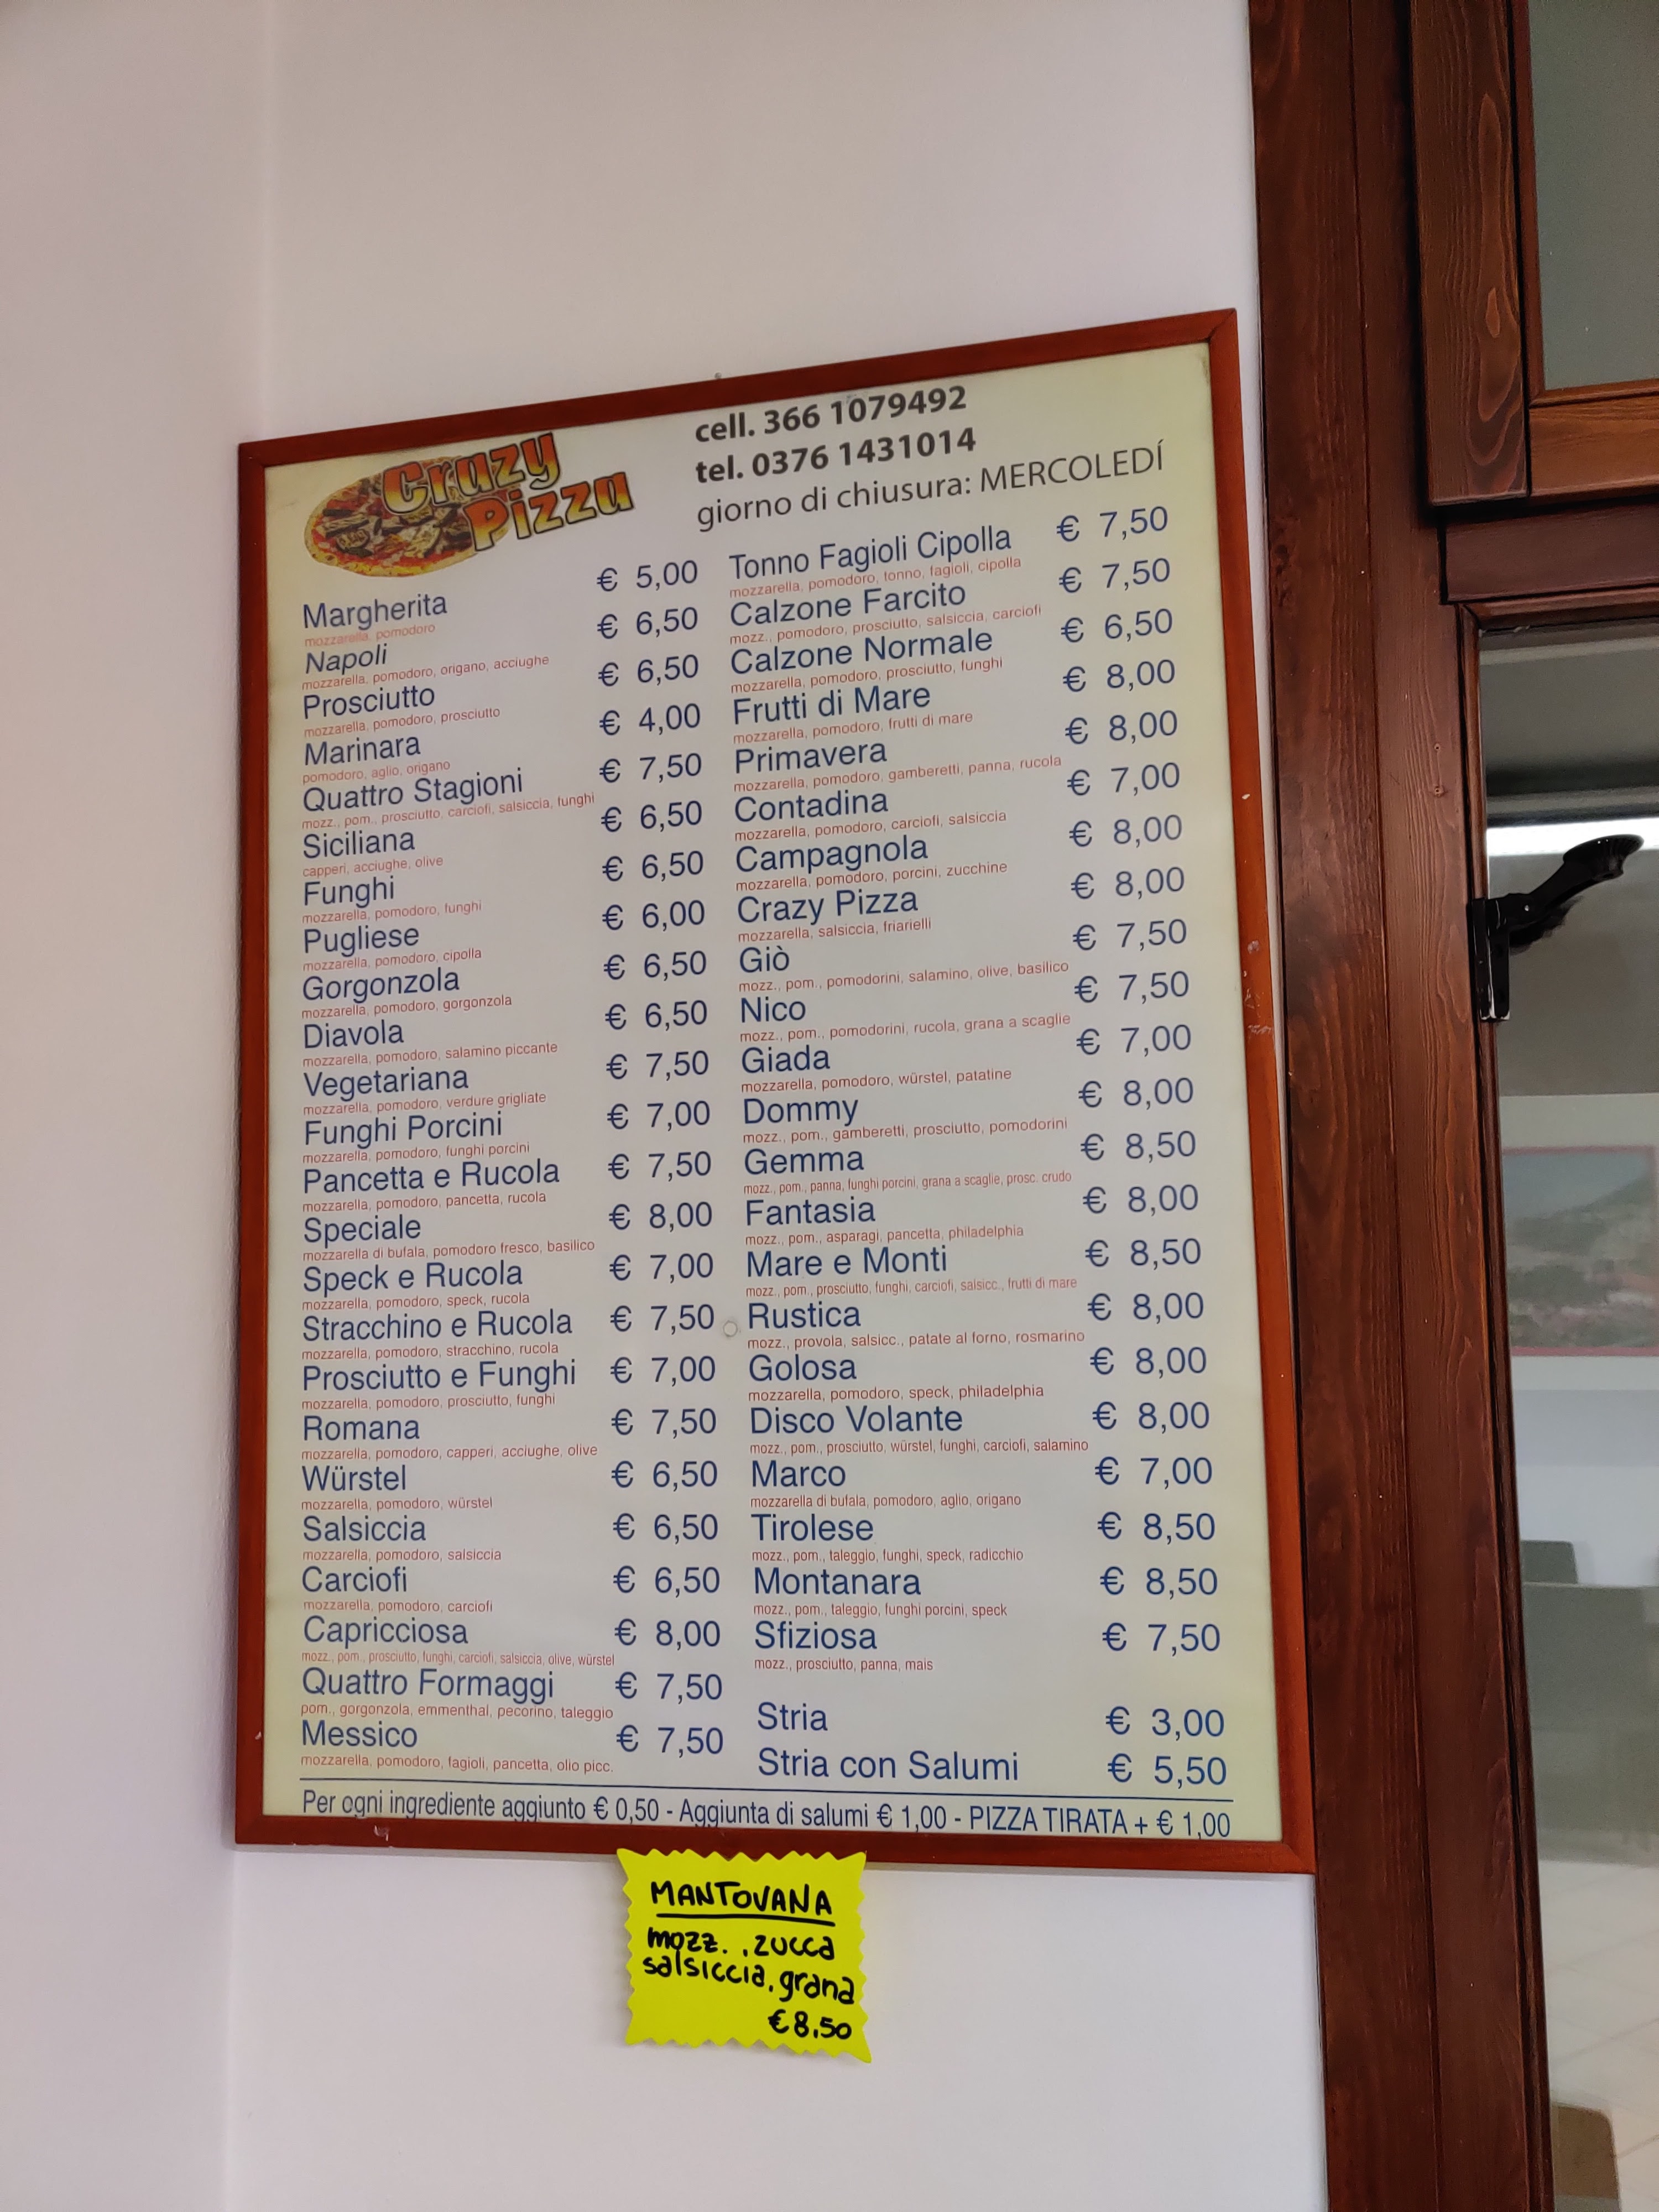 Crazy
Pizza
cell. 366 1079492
tel. 0376 1431014
giorno di chiusura: MERCOLEDÍ
Margherita € 5,00
mozzarella, pomodoro
Napoli € 6,50
mozzarella, pomodoro, origano, acciughe
Prosciutto € 6,50
mozzarella, pomodoro, prosciutto
Marinara € 4,00
pomodoro, aglio, origano
Quattro Stagioni € 7,50
mozz., pom., prosciutto, carciofi, salsiccia, funghi
Siciliana € 6,50
capperi, acciughe, olive
Funghi € 6,50
mozzarella, pomodoro, funghi
Pugliese € 6,00
mozzarella, pomodoro, cipolla
Gorgonzola € 6,50
mozzarella, pomodoro, gorgonzola
Diavola € 6,50
mozzarella, pomodoro, salamino piccante
Vegetariana € 7,50
mozzarella, pomodoro, verdure grigliate
Funghi Porcini € 7,00
mozzarella, pomodoro, funghi porcini
Pancetta e Rucola € 7,50
mozzarella, pomodoro, pancetta, rucola
Speciale € 8,00
mozzarella di bufala, pomodoro fresco, basilico
Speck e Rucola € 7,00
mozzarella, pomodoro, speck, rucola
Stracchino e Rucola € 7,50
mozzarella, pomodoro, stracchino, rucola
Prosciutto e Funghi € 7,00
mozzarella, pomodoro, prosciutto, funghi
Romana € 7,50
mozzarella, pomodoro, capperi, acciughe, olive
Würstel € 6,50
mozzarella, pomodoro, würstel
Salsiccia € 6,50
mozzarella, pomodoro, salsiccia
Carciofi € 6,50
mozzarella, pomodoro, carciofi
Capricciosa € 8,00
mozz., pom., prosciutto, funghi, carciofi, salsiccia, olive, würstel
Quattro Formaggi € 7,50
pom., gorgonzola, emmenthal, pecorino, taleggio
Messico € 7,50
mozzarella, pomodoro, fagioli, pancetta, olio picc.
Tonno Fagioli Cipolla € 7,50
mozzarella, pomodoro, tonno, fagioli, cipolla
Calzone Farcito € 7,50
mozz., pomodoro, prosciutto, salsiccia, carciofi
Calzone Normale € 6,50
mozzarella, pomodoro, prosciutto, funghi
Frutti di Mare € 8,00
mozzarella, pomodoro, frutti di mare
Primavera € 8,00
mozzarella, pomodoro, gamberetti, panna, rucola
Contadina € 7,00
mozzarella, pomodoro, carciofi, salsiccia
Campagnola € 8,00
mozzarella, pomodoro, porcini, zucchine
Crazy Pizza € 8,00
mozzarella, salsiccia, friarielli
Giò € 7,50
mozz., pom., pomodorini, salamino, olive, basilico
Nico € 7,50
mozz., pom., pomodorini, rucola, grana a scaglie
Giada € 7,00
mozzarella, pomodoro, würstel, patatine
Dommy € 8,00
mozz., pom., gamberetti, prosciutto, pomodorini
Gemma € 8,50
mozz., pom., panna, funghi porcini, grana a scaglie, prosc. crudo
Fantasia € 8,00
mozz., pom., asparagi, pancetta, philadelphia
Mare e Monti € 8,50
mozz., pom., prosciutto, funghi, carciofi, salsicc., frutti di mare
Rustica € 8,00
mozz., provola, salsicc., patate al forno, rosmarino
Golosa € 8,00
mozzarella, pomodoro, speck, philadelphia
Disco Volante € 8,00
mozz., pom., prosciutto, würstel, funghi, carciofi, salamino
Marco € 7,00
mozzarella di bufala, pomodoro, aglio, origano
Tirolese € 8,50
mozz., pom., taleggio, funghi, speck, radicchio
Montanara € 8,50
mozz., pom., taleggio, funghi porcini, speck
Sfiziosa € 7,50
mozz., prosciutto, panna, mais
Stria € 3,00
Stria con Salumi € 5,50
Per ogni ingrediente aggiunto € 0,50 - Aggiunta di salumi € 1,00 - PIZZA TIRATA + € 1,00
MANTOVANA
mozz., zucca
salsiccia, grana
€ 8,50